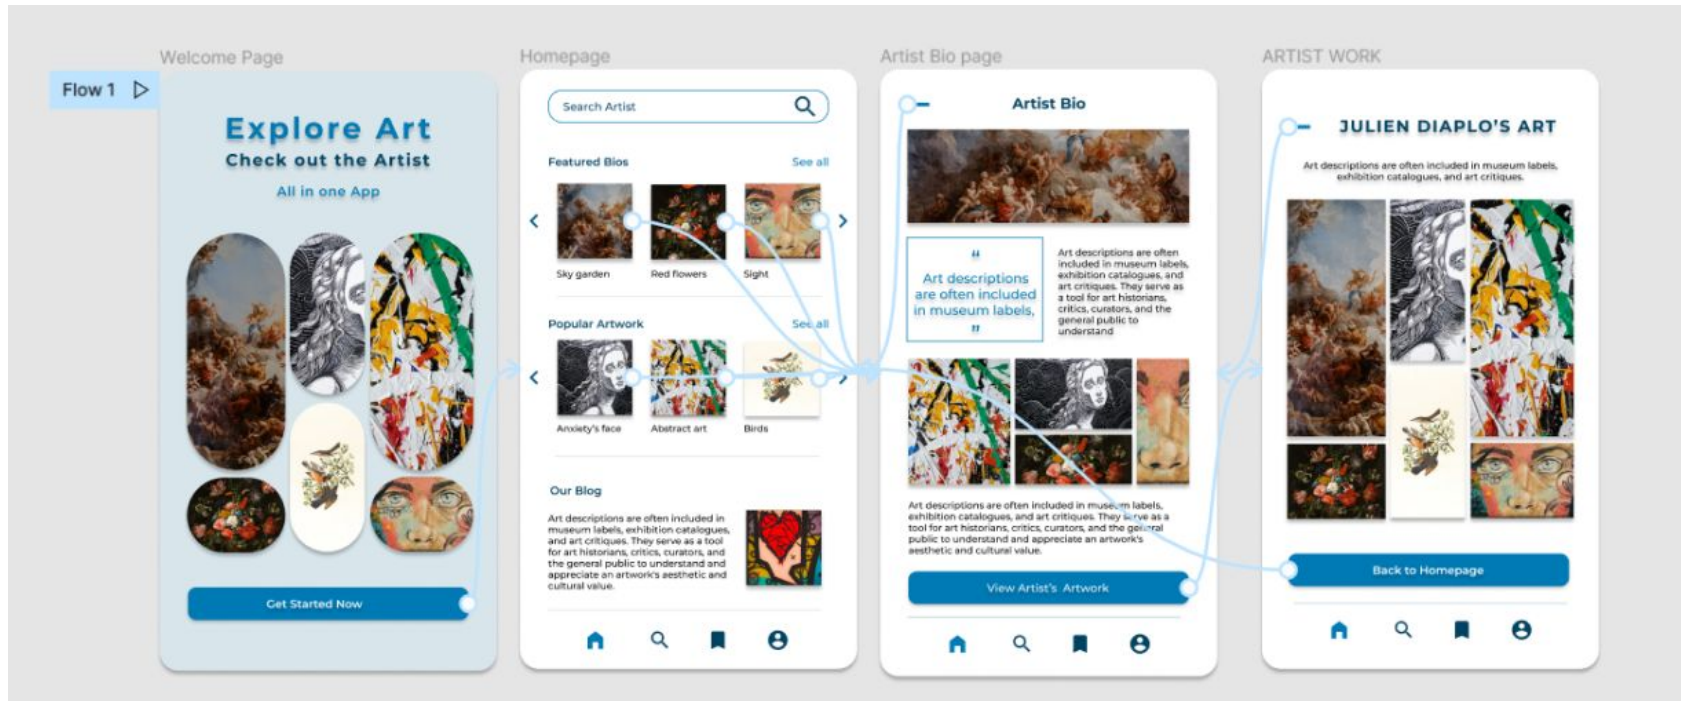 Flow 1
Welcome Page
Explore Art
Check out the Artist
All in one App
Get Started Now
Homepage
Search Artist
Featured Bios
See all
Sky garden
Red flowers
Sight
Popular Artwork
See all
Anxiety's face
Abstract art
Birds
Our Blog
Art descriptions are often included in
museum labels, exhibition catalogues,
and art critiques. They serve as a tool
for art historians, critics, curators, and
the general public to understand and
appreciate an artwork's aesthetic and
cultural value.
Artist Bio page
Artist Bio
"
Art descriptions
are often included
in museum labels,
"
Art descriptions are often
included in museum labels,
exhibition catalogues, and
art critiques. They serve as
a tool for art historians,
critics, curators, and the
general public to
understand
Art descriptions are often included in museum labels,
exhibition catalogues, and art critiques. They serve as a
tool for art historians, critics, curators, and the general
public to understand and appreciate an artwork's
aesthetic and cultural value.
View Artist's Artwork
ARTIST WORK
JULIEN DIAPLO'S ART
Art descriptions are often included in museum labels,
exhibition catalogues, and art critiques.
Back to Homepage